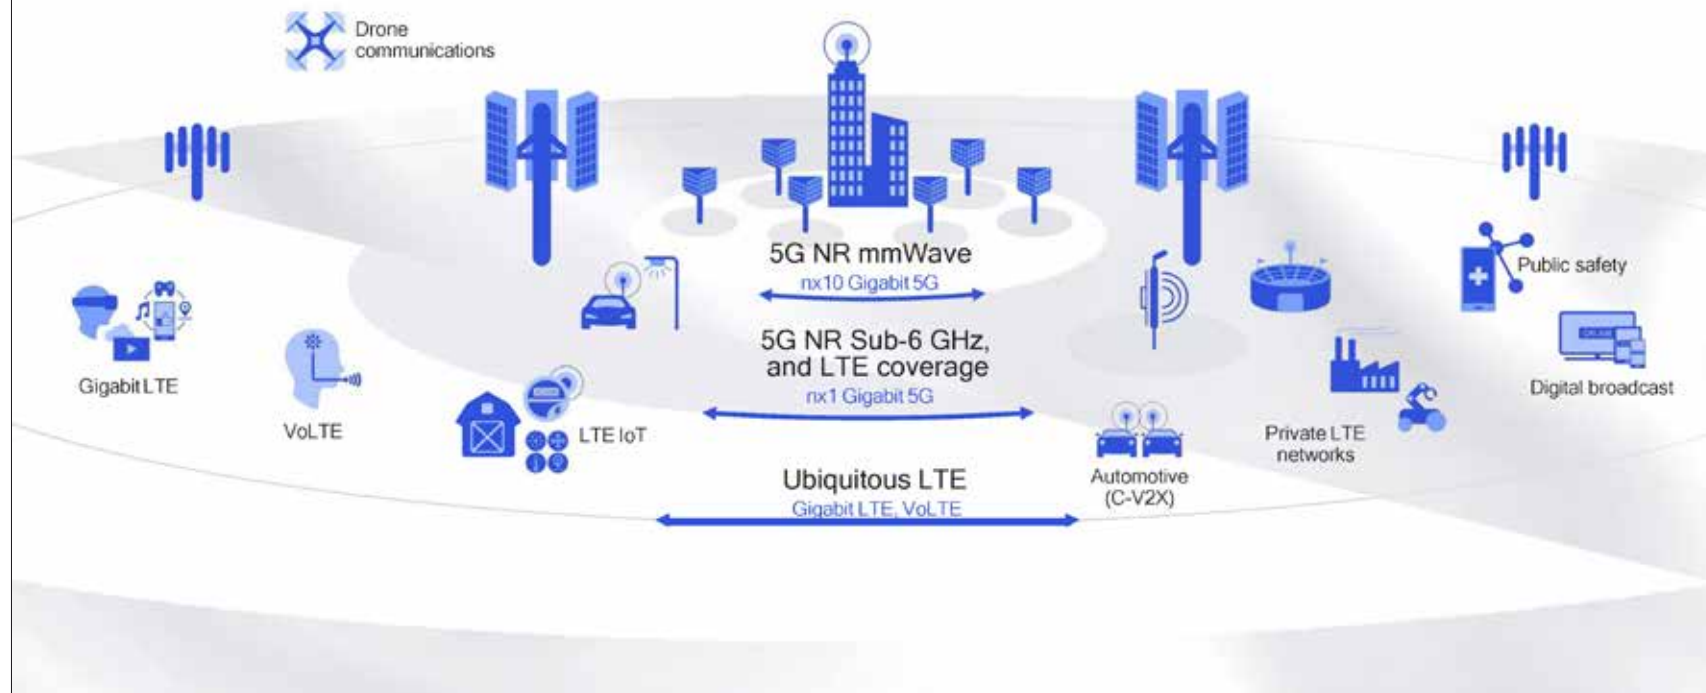 Drone
communications
5G NR mmWave
nx10 Gigabit 5G
Public safety
5G NR Sub-6 GHz,
and LTE coverage
nx1 Gigabit 5G
Gigabit LTE
Digital broadcast
VoLTE
LTE IoT
Private LTE
networks
Ubiquitous LTE
Gigabit LTE, VoLTE
Automotive
(C-V2X)